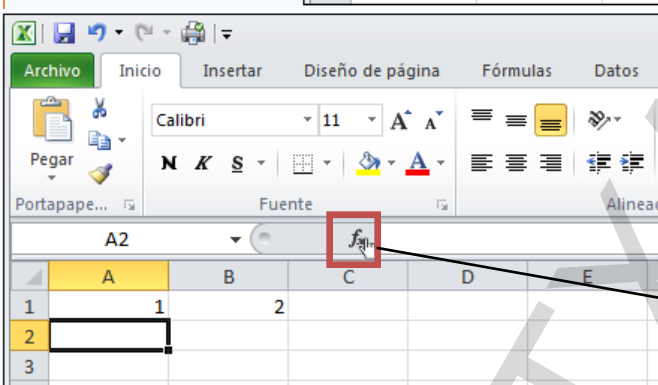 Archivo Inicio Insertar Diseño de página Fórmulas Datos
Calibri 11 A A
Pegar
N K S A
Portapape... Fuente Alineac
A2 fx
A B C D E
1 1 2
2
3